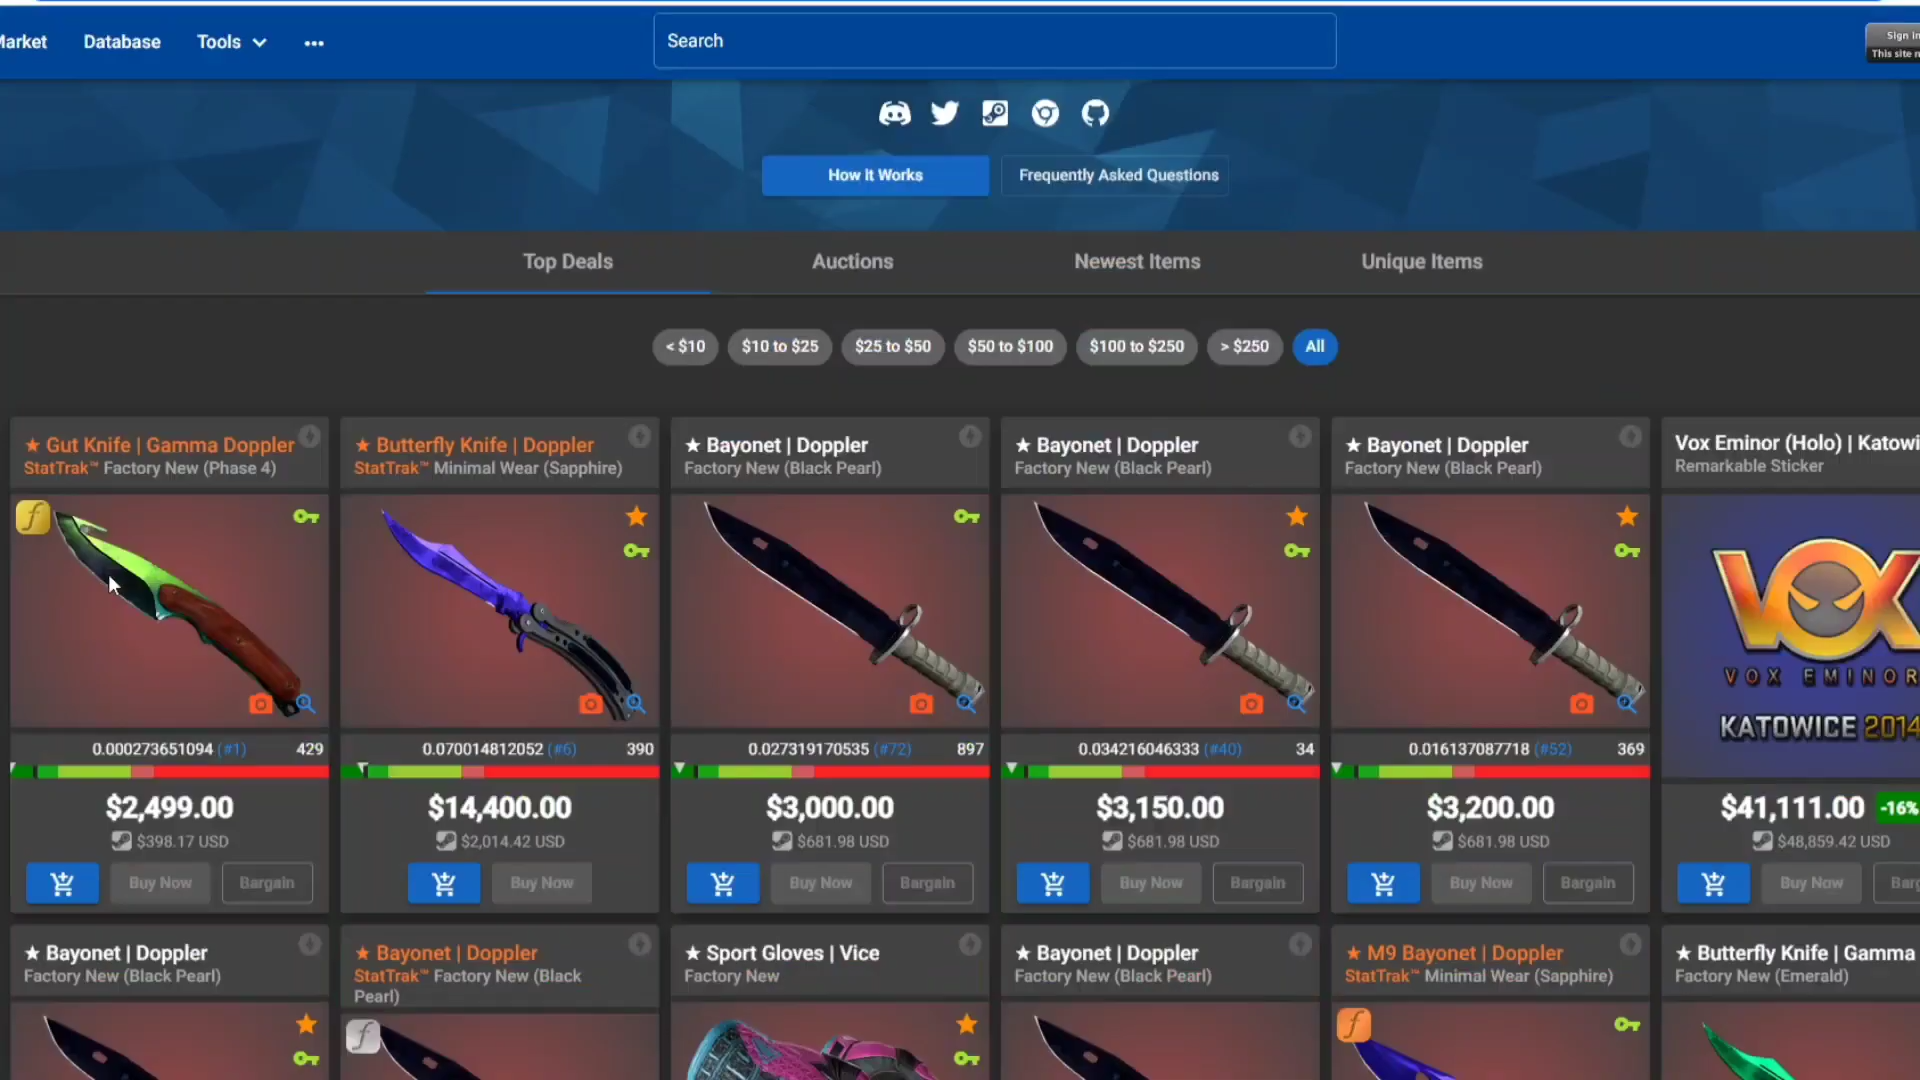 Market Database Tools ... Search Sign in
This site n
How it Works Frequently Asked Questions
Top Deals Auctions Newest Items Unique Items
< $10 $10 to $25 $25 to $50 $50 to $100 $100 to $250 > $250 All
★ Gut Knife | Gamma Doppler
StatTrak™ Factory New (Phase 4)
0.000273651094 (#1) 429
$2,499.00
$398.17 USD
Buy Now Bargain
★ Butterfly Knife | Doppler
StatTrak™ Minimal Wear (Sapphire)
0.070014812052 (#6) 390
$14,400.00
$2,014.42 USD
Buy Now
★ Bayonet | Doppler
Factory New (Black Pearl)
0.027319170535 (#72) 897
$3,000.00
$681.98 USD
Buy Now Bargain
★ Bayonet | Doppler
Factory New (Black Pearl)
0.034216046333 (#40) 34
$3,150.00
$681.98 USD
Buy Now Bargain
★ Bayonet | Doppler
Factory New (Black Pearl)
0.016137087718 (#52) 369
$3,200.00
$681.98 USD
Buy Now Bargain
Vox Eminor (Holo) | Katowi
Remarkable Sticker
VOX
VOX EMINOR
KATOWICE 2014
$41,111.00 -16%
$48,859.42 USD
Buy Now Barg
★ Bayonet | Doppler
Factory New (Black Pearl)
★ Bayonet | Doppler
StatTrak™ Factory New (Black
Pearl)
★ Sport Gloves | Vice
Factory New
★ Bayonet | Doppler
Factory New (Black Pearl)
★ M9 Bayonet | Doppler
StatTrak™ Minimal Wear (Sapphire)
★ Butterfly Knife | Gamma
Factory New (Emerald)